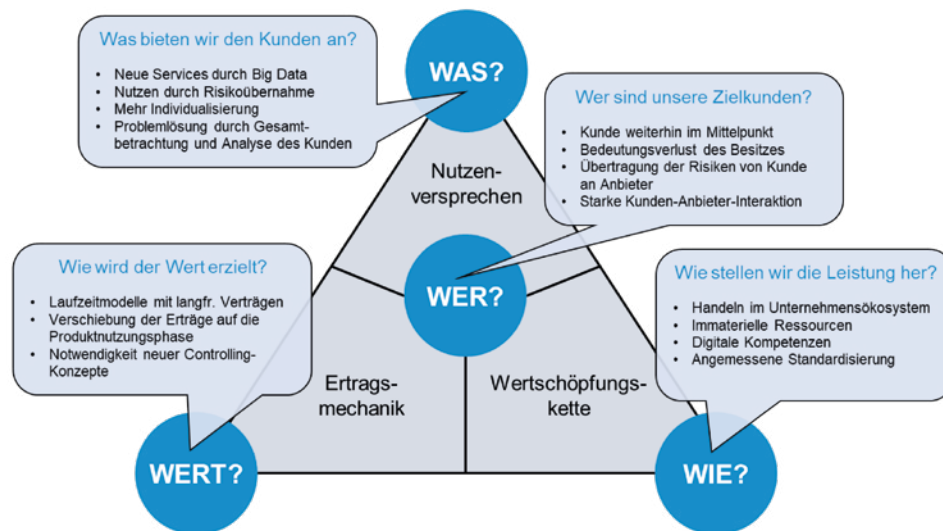 Was bieten wir den Kunden an?
• Neue Services durch Big Data
• Nutzen durch Risikoübernahme
• Mehr Individualisierung
• Problemlösung durch Gesamt-
betrachtung und Analyse des Kunden
WAS?
Wer sind unsere Zielkunden?
• Kunde weiterhin im Mittelpunkt
• Bedeutungsverlust des Besitzes
• Übertragung der Risiken von Kunde
an Anbieter
• Starke Kunden-Anbieter-Interaktion
Nutzen-
versprechen
WER?
Wie wird der Wert erzielt?
• Laufzeitmodelle mit langfr. Verträgen
• Verschiebung der Erträge auf die
Produktnutzungsphase
• Notwendigkeit neuer Controlling-
Konzepte
Wie stellen wir die Leistung her?
• Handeln im Unternehmensökosystem
• Immaterielle Ressourcen
• Digitale Kompetenzen
• Angemessene Standardisierung
Ertrags-
mechanik
Wertschöpfungs-
kette
WERT?
WIE?